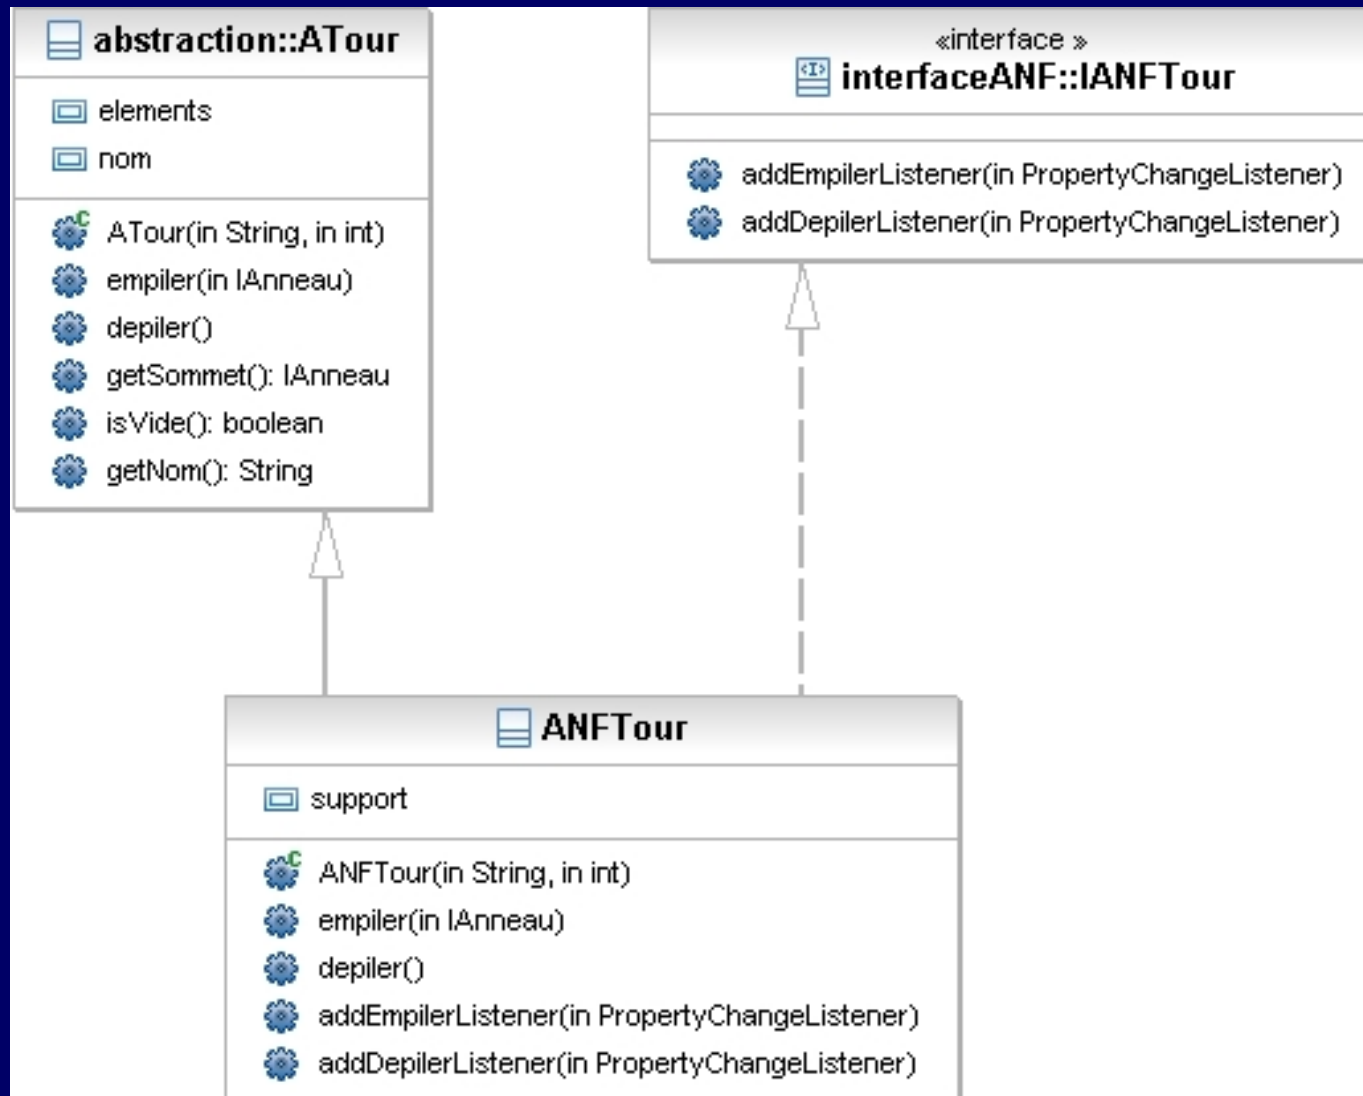 abstraction::ATour
elements
nom
ATour(in String, in int)
empiler(in IAnneau)
depiler()
getSommet(): IAnneau
isVide(): boolean
getNom(): String
«interface »
interfaceANF::IANFTour
addEmpilerListener(in PropertyChangeListener)
addDepilerListener(in PropertyChangeListener)
ANFTour
support
ANFTour(in String, in int)
empiler(in IAnneau)
depiler()
addEmpilerListener(in PropertyChangeListener)
addDepilerListener(in PropertyChangeListener)